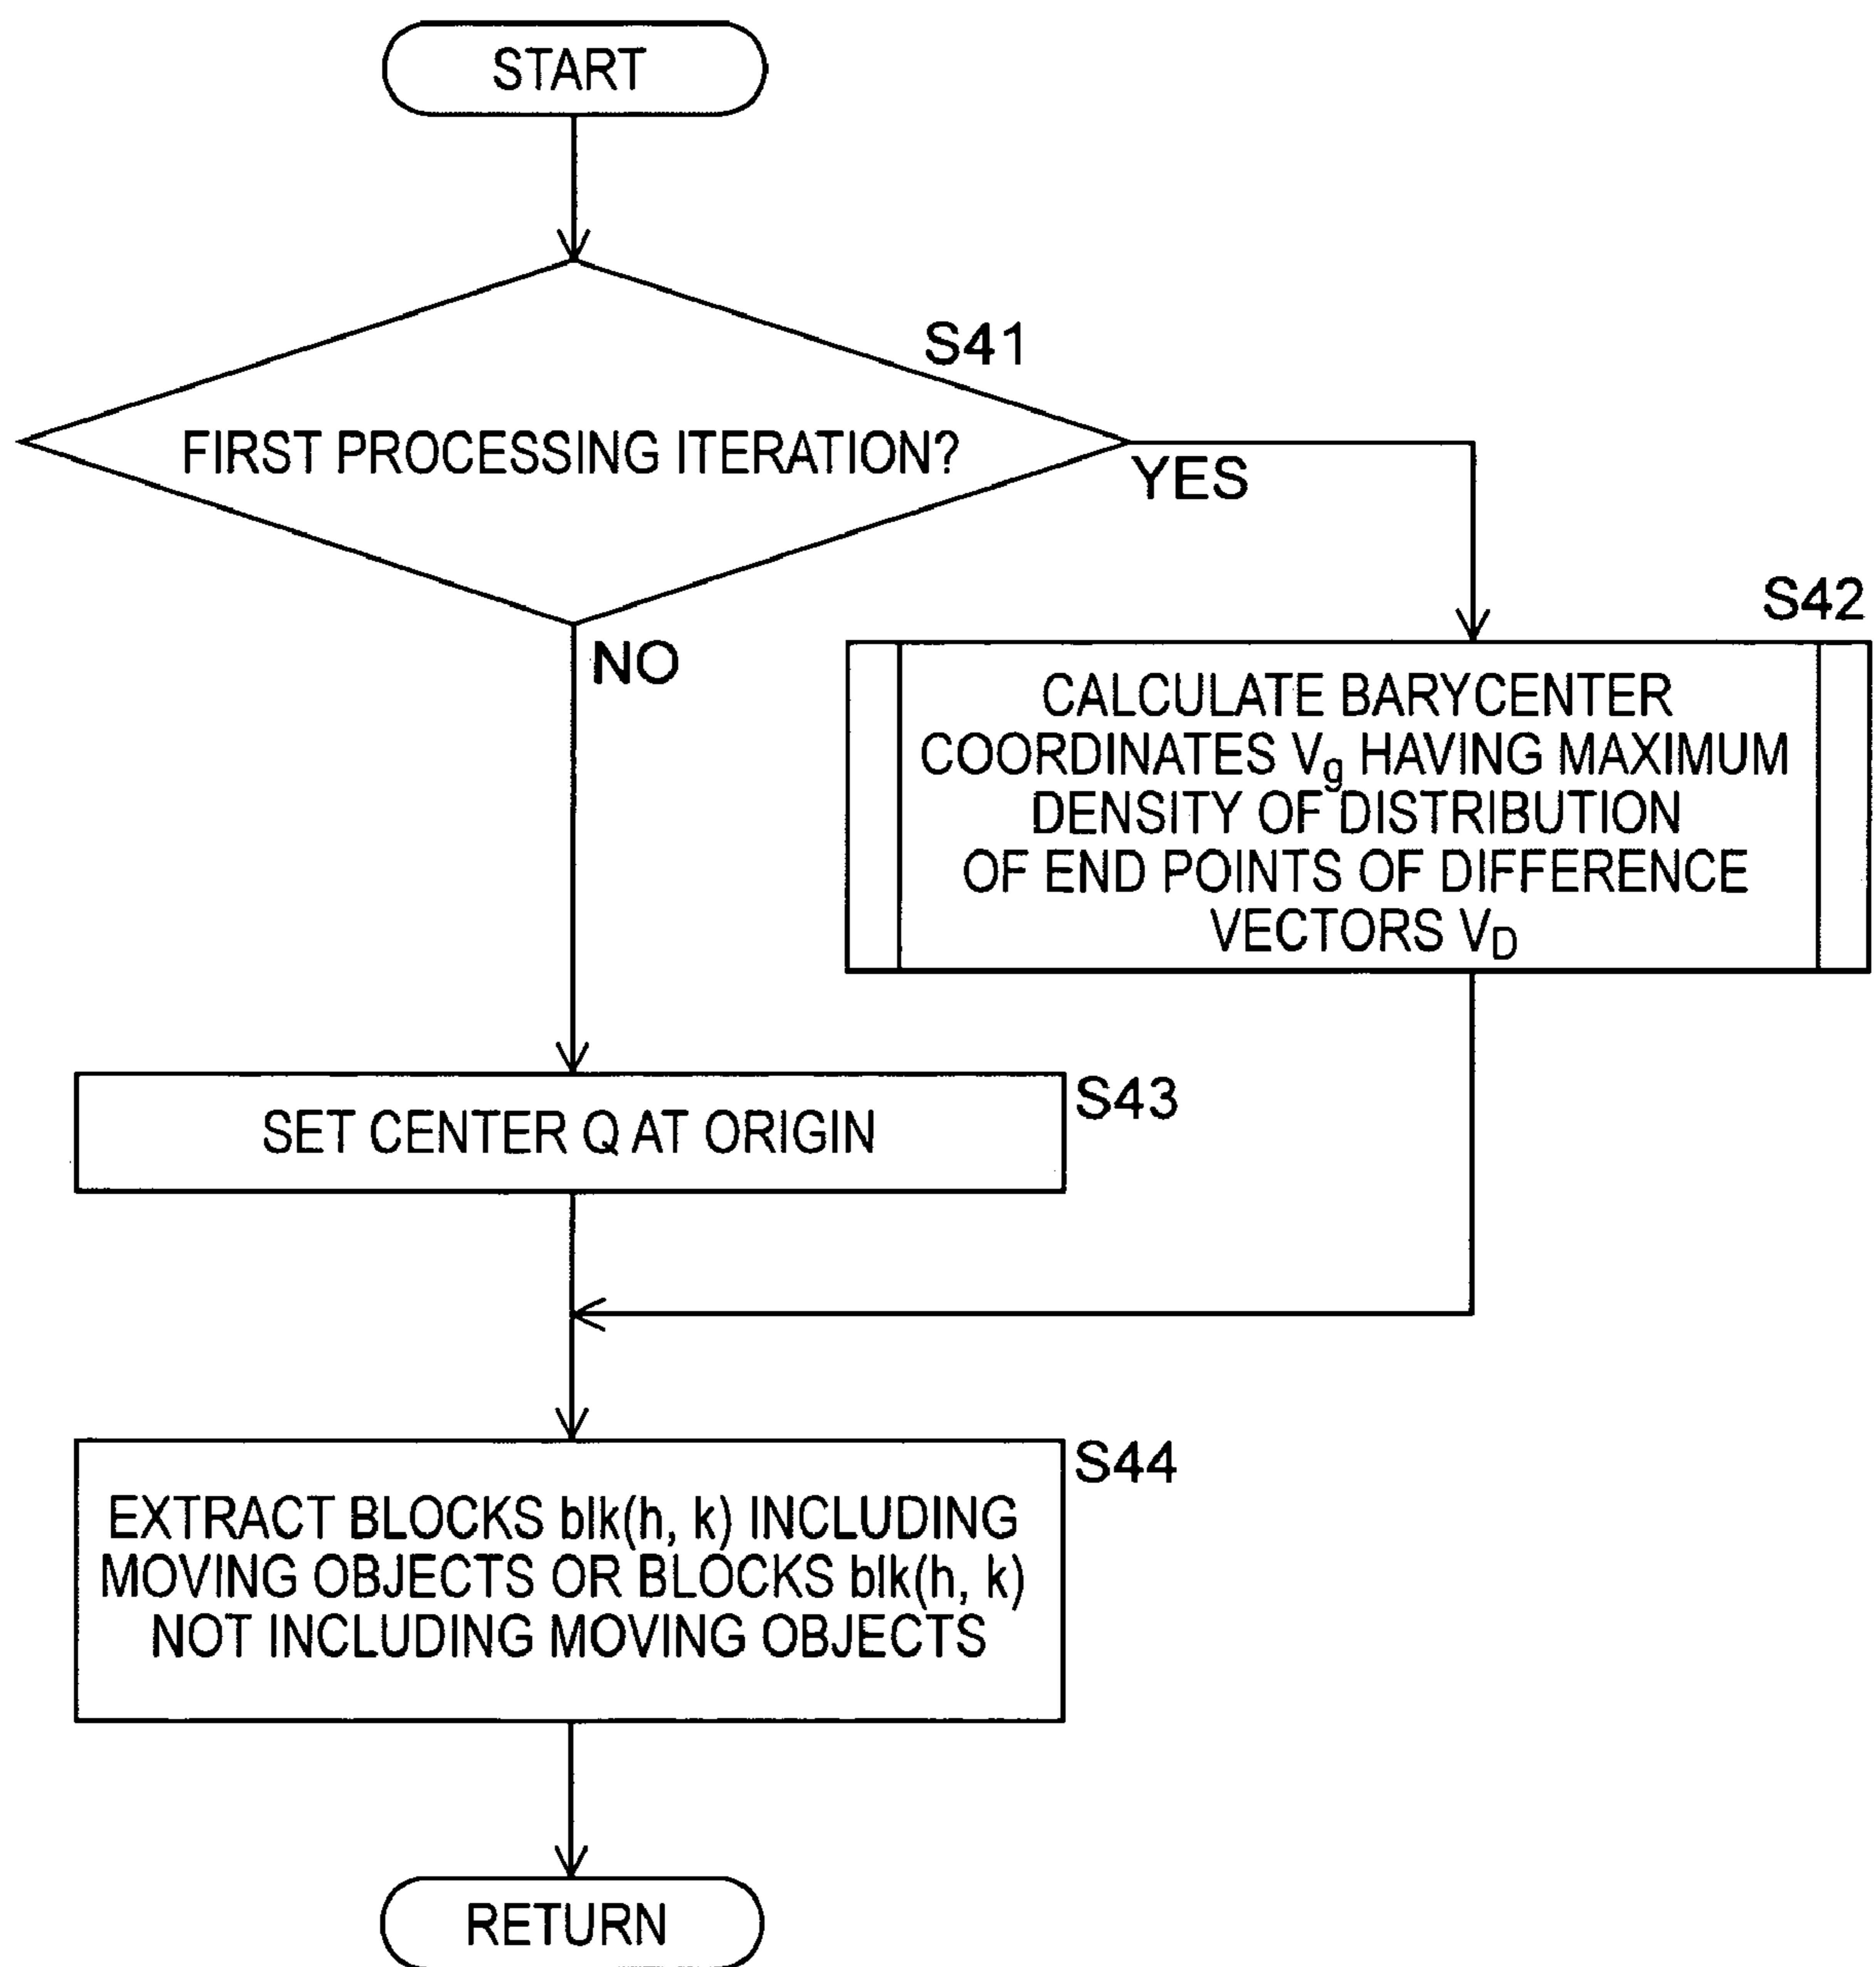 START
S41
FIRST PROCESSING ITERATION?
YES
NO
S42
CALCULATE BARYCENTER
COORDINATES Vg HAVING MAXIMUM
DENSITY OF DISTRIBUTION
OF END POINTS OF DIFFERENCE
VECTORS VD
SET CENTER Q AT ORIGIN
S43
S44
EXTRACT BLOCKS blk(h, k) INCLUDING
MOVING OBJECTS OR BLOCKS blk(h, k)
NOT INCLUDING MOVING OBJECTS
RETURN